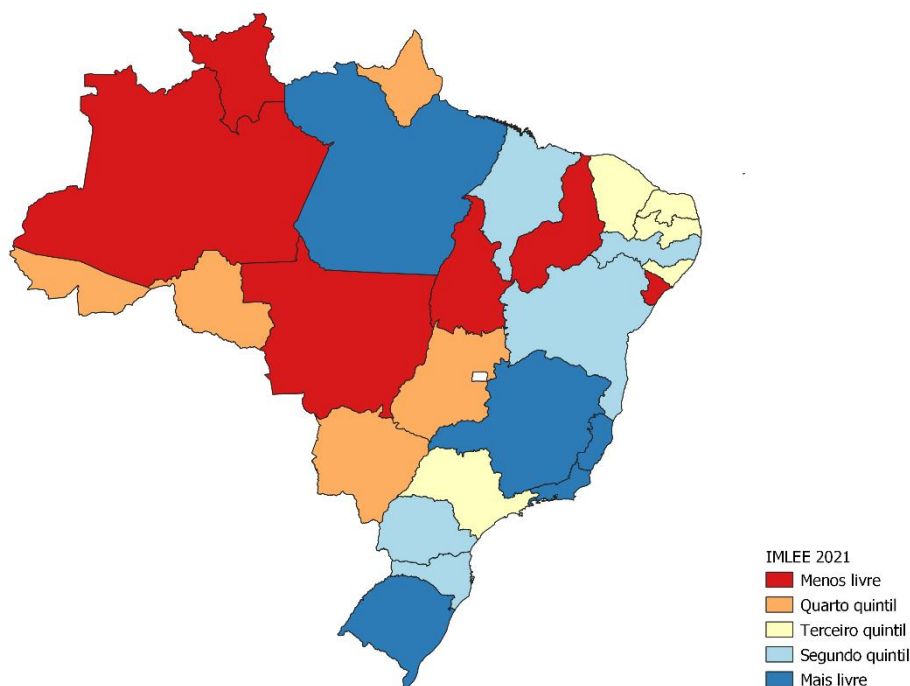 IMLEE 2021
Menos livre
Quarto quintil
Terceiro quintil
Segundo quintil
Mais livre